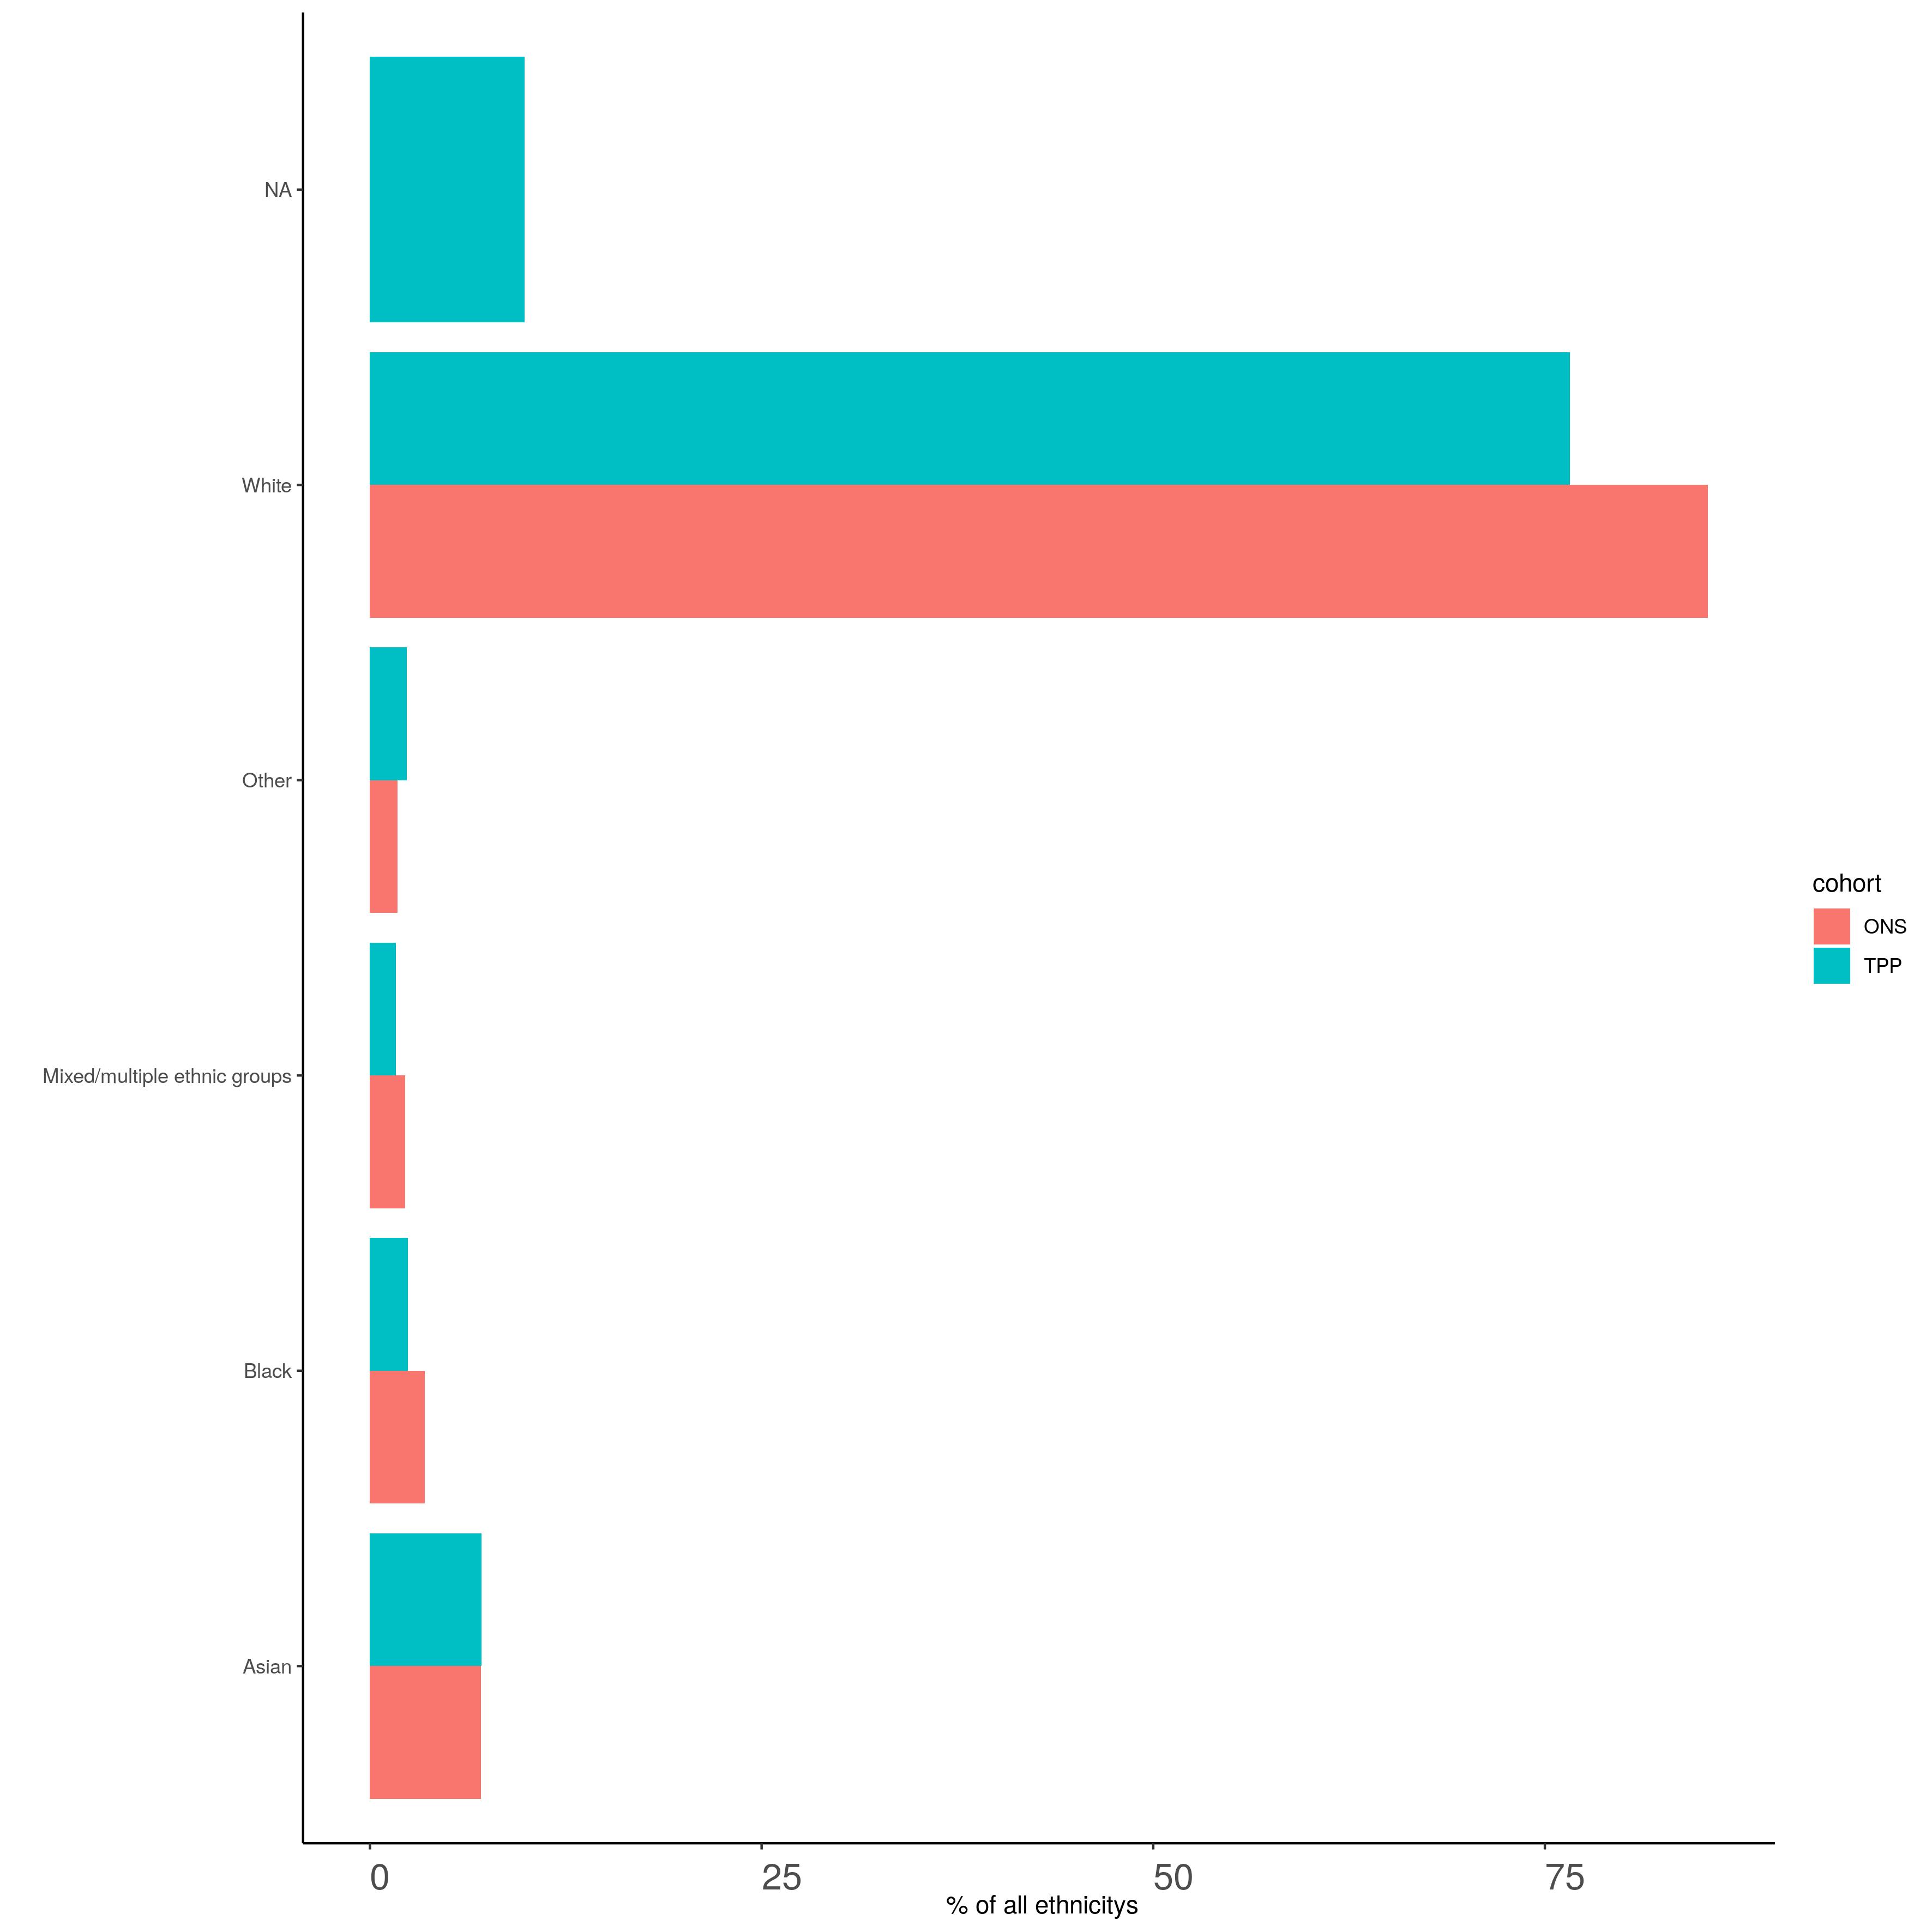 NA
White
Other
Mixed/multiple ethnic groups
Black
Asian
0 25 50 75
% of all ethnicitys
cohort
ONS
TPP